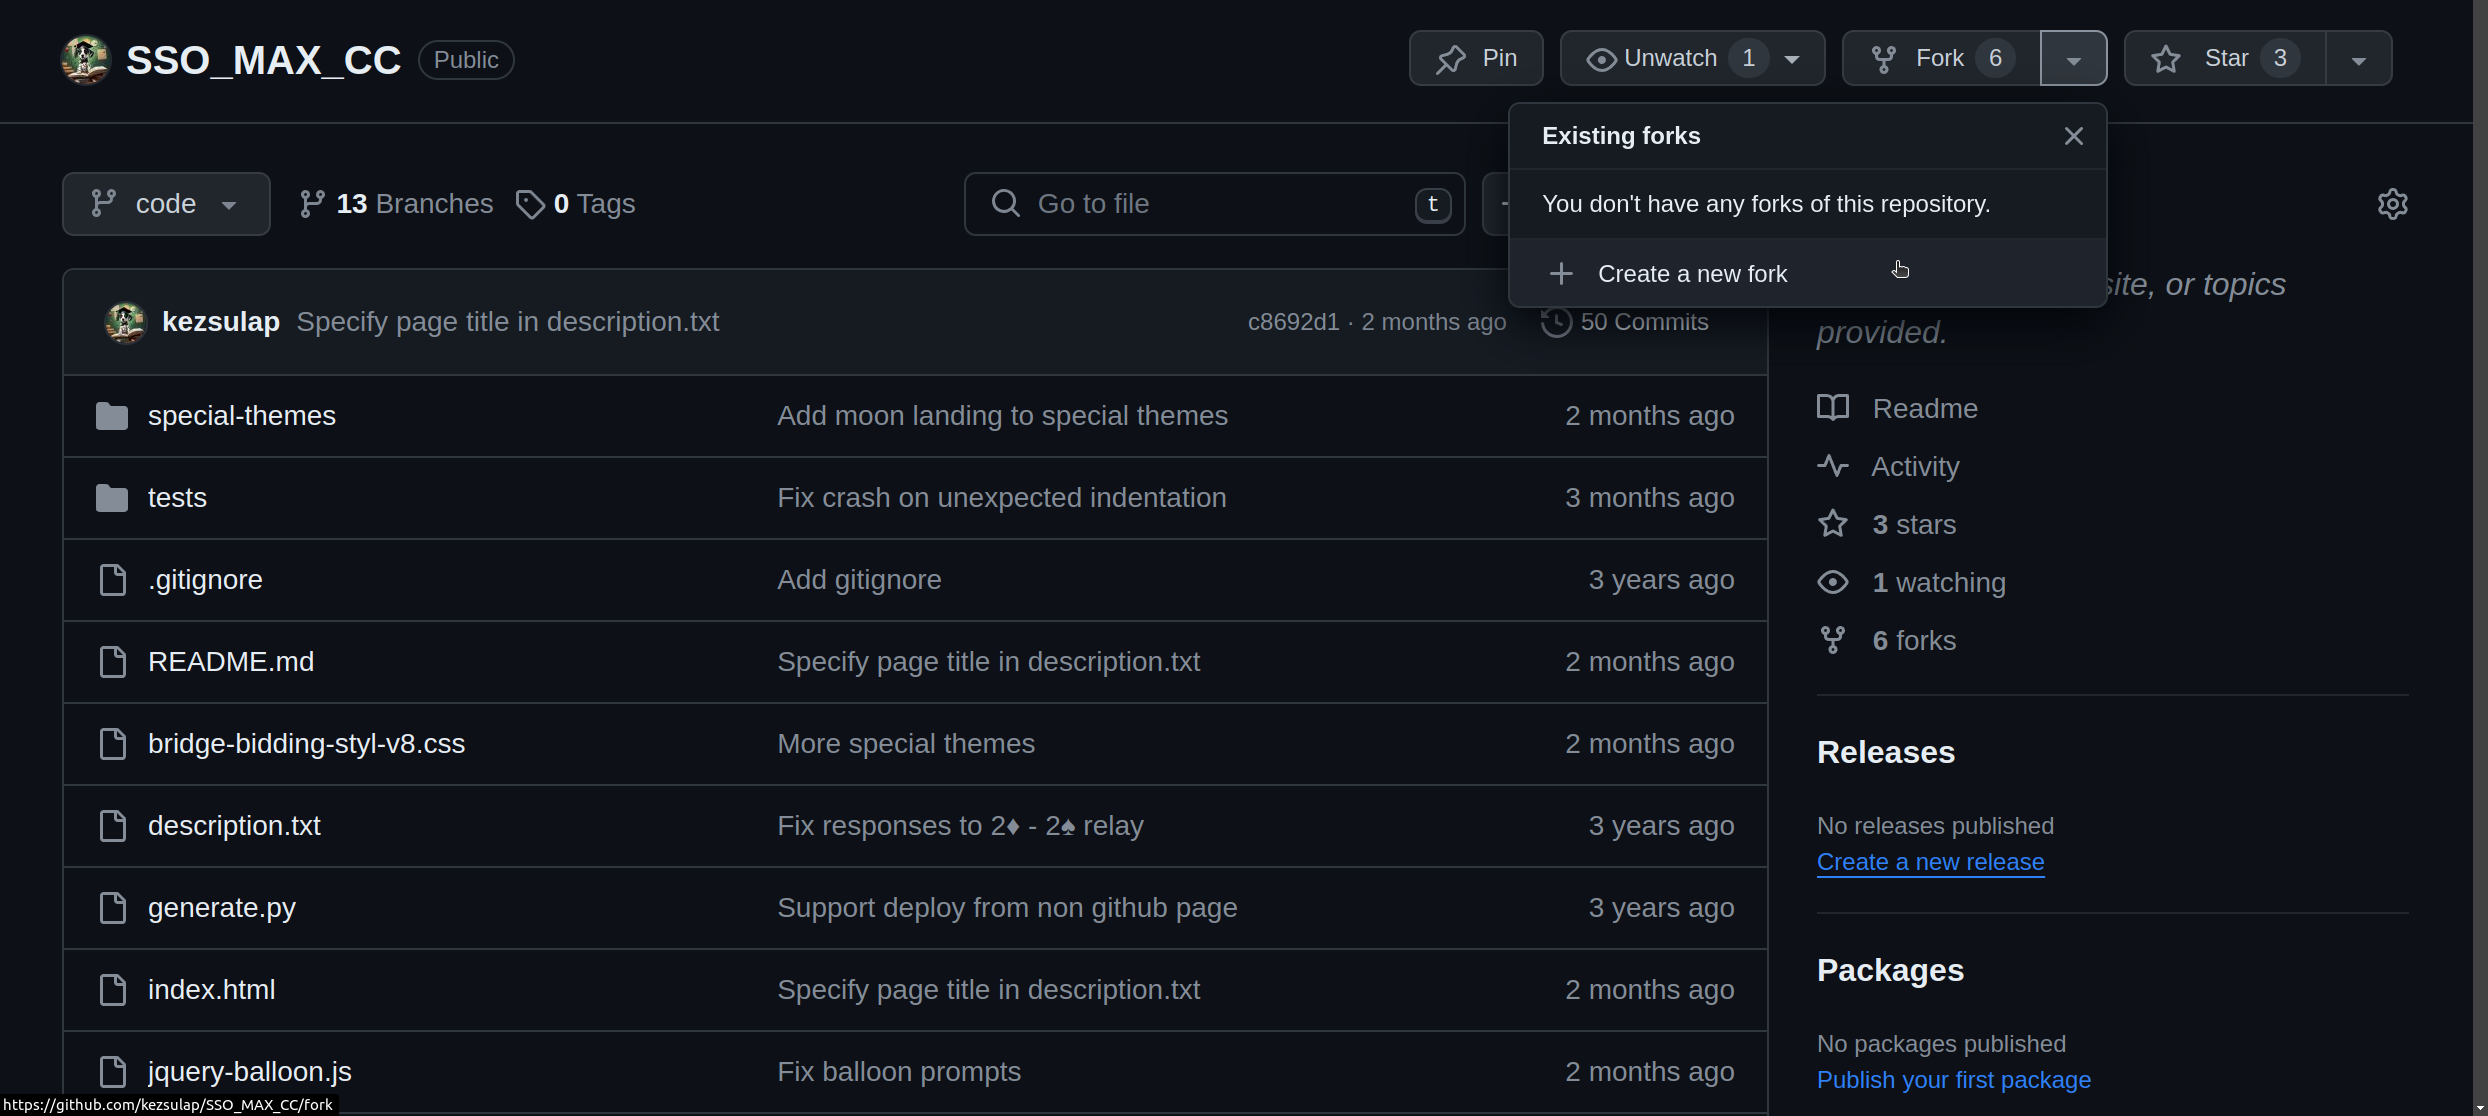 SSO_MAX_CC Public Pin Unwatch 1 Fork 6 Star 3
Existing forks
You don't have any forks of this repository.
Create a new fork
code 13 Branches 0 Tags Go to file t
site, or topics
provided.
kezsulap Specify page title in description.txt c8692d1 · 2 months ago 50 Commits
special-themes Add moon landing to special themes 2 months ago
tests Fix crash on unexpected indentation 3 months ago
.gitignore Add gitignore 3 years ago
README.md Specify page title in description.txt 2 months ago
bridge-bidding-styl-v8.css More special themes 2 months ago
description.txt Fix responses to 2♦ - 2♠ relay 3 years ago
generate.py Support deploy from non github page 3 years ago
index.html Specify page title in description.txt 2 months ago
jquery-balloon.js Fix balloon prompts 2 months ago
Readme
Activity
3 stars
1 watching
6 forks
Releases
No releases published
Create a new release
Packages
No packages published
Publish your first package
https://github.com/kezsulap/SSO_MAX_CC/fork